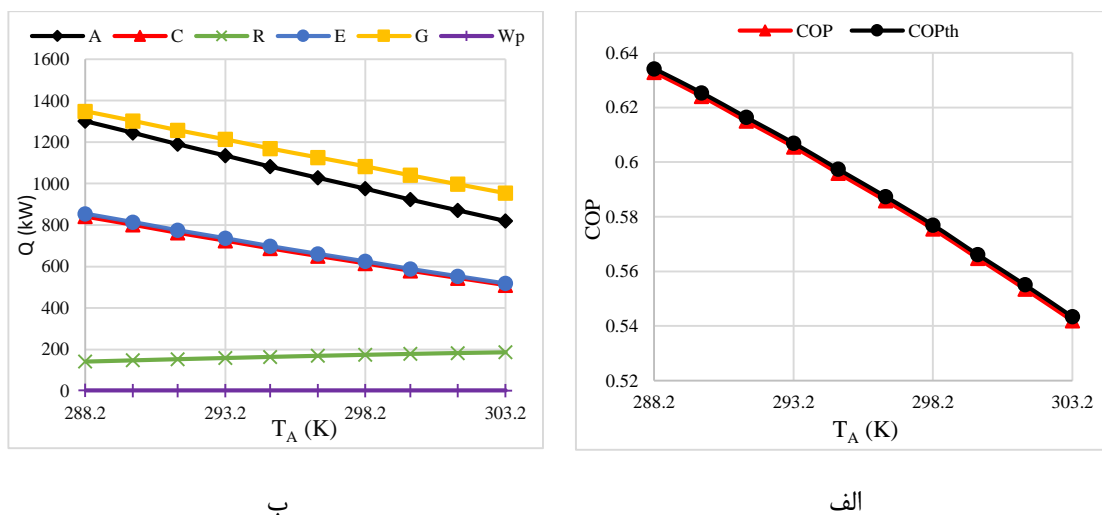 A C R E G Wp
1600
1400
1200
1000
800
600
400
200
0
Q (kW)
288.2 293.2 298.2 303.2
T_A (K)
ب
COP COPth
0.64
0.62
0.6
0.58
0.56
0.54
0.52
COP
288.2 293.2 298.2 303.2
T_A (K)
الف